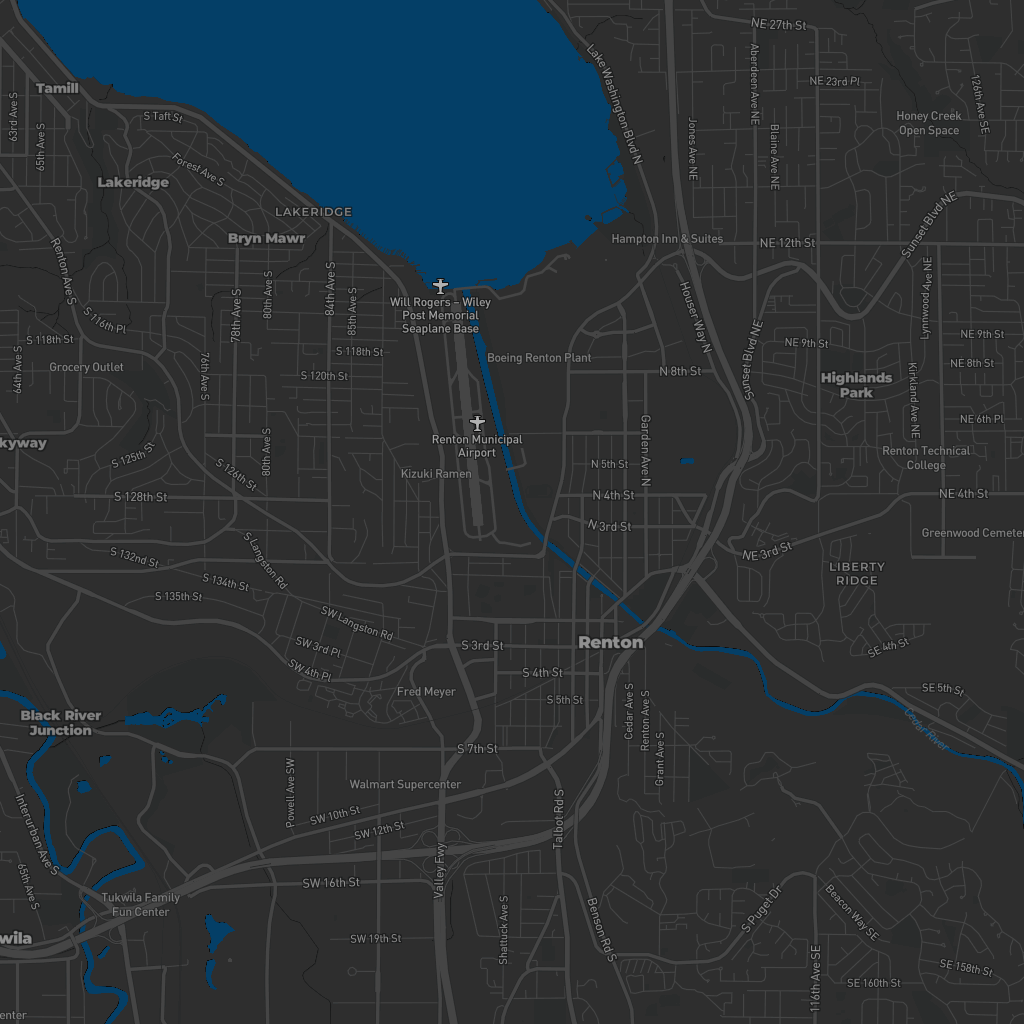 NE 27th St
Lake Washington Blvd N
Aberdeen Ave NE
NE 23rd Pl
126th Ave SE
Tamill
63rd Ave S
S Taft St
65th Ave S
Jones Ave NE
Blaine Ave NE
Honey Creek
Open Space
Forest Ave S
Lakeridge
LAKERIDGE
Sunset Blvd NE
Bryn Mawr
Hampton Inn & Suites
NE 12th St
Renton Ave S
80th Ave S
84th Ave S
85th Ave S
78th Ave S
Will Rogers – Wiley
Post Memorial
Seaplane Base
Houser Way N
Lynnwood Ave NE
S 116th Pl
S 118th St
S 118th St
NE 9th St
NE 9th St
Sunset Blvd NE
Boeing Renton Plant
N 8th St
NE 8th St
64th Ave S
Grocery Outlet
76th Ave S
S 120th St
Highlands
Park
Kirkland Ave NE
NE 6th Pl
kyway
S 125th St
80th Ave S
Renton Municipal
Airport
Garden Ave N
Renton Technical
College
S 126th St
Kizuki Ramen
N 5th St
S 128th St
N 4th St
NE 4th St
N 3rd St
Greenwood Cemeter
S 132nd St
S Langston Rd
NE 3rd St
LIBERTY
RIDGE
S 134th St
S 135th St
SW Langston Rd
SW 3rd Pl
S 3rd St
Renton
SE 4th St
SW 4th Pl
S 4th St
Fred Meyer
S 5th St
SE 5th St
Cedar Ave S
Renton Ave S
Black River
Junction
Cedar River
Grant Ave S
S 7th St
Powell Ave SW
Walmart Supercenter
Interurban Ave S
SW 10th St
SW 12th St
Talbot Rd S
Valley Fwy
65th Ave S
SW 16th St
Tukwila Family
Fun Center
S Puget Dr
Beacon Way SE
Shattuck Ave S
Benson Rd S
wila
SW 19th St
116th Ave SE
SE 158th St
SE 160th St
enter